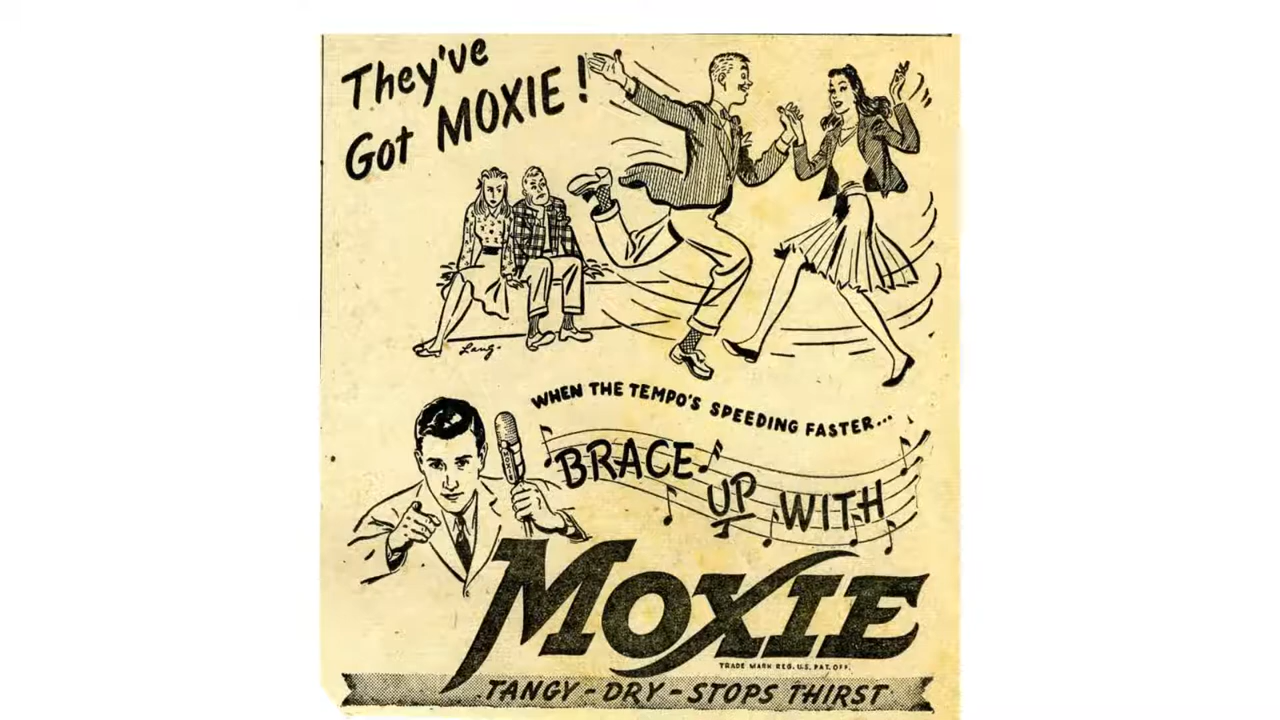 They've
Got MOXIE!
Lang.
WHEN THE TEMPO'S SPEEDING FASTER...
BRACE
UP WITH
MOXIE
TRADE MARK REG. U.S. PAT. OFF.
TANGY - DRY - STOPS THIRST